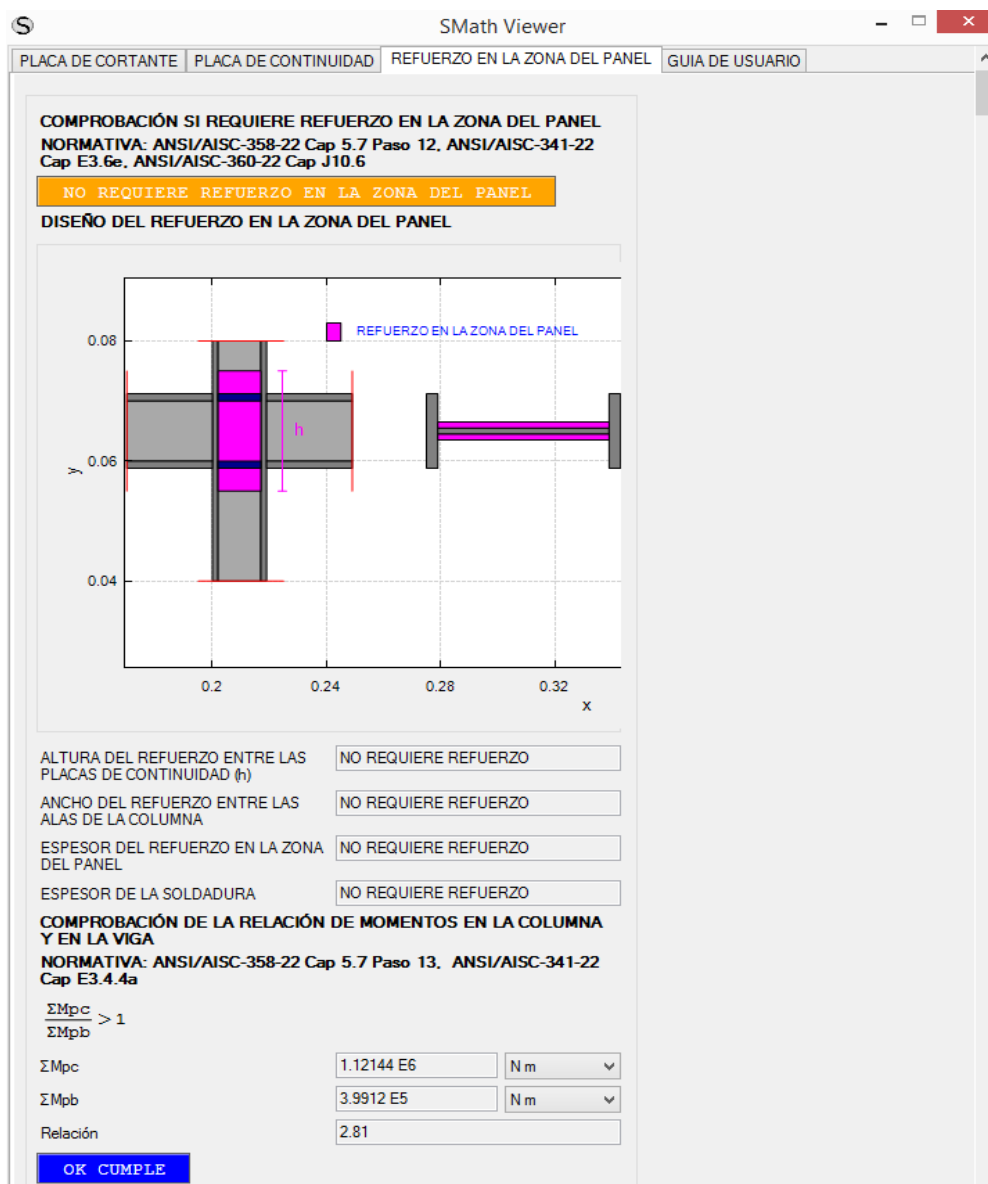 SMath Viewer
PLACA DE CORTANTE
PLACA DE CONTINUIDAD
REFUERZO EN LA ZONA DEL PANEL
GUIA DE USUARIO
COMPROBACIÓN SI REQUIERE REFUERZO EN LA ZONA DEL PANEL
NORMATIVA: ANSI/AISC-358-22 Cap 5.7 Paso 12, ANSI/AISC-341-22
Cap E3.6e, ANSI/AISC-360-22 Cap J10.6
NO REQUIERE REFUERZO EN LA ZONA DEL PANEL
DISEÑO DEL REFUERZO EN LA ZONA DEL PANEL
REFUERZO EN LA ZONA DEL PANEL
0.08
h
y
0.06
0.04
0.2
0.24
0.28
0.32
x
ALTURA DEL REFUERZO ENTRE LAS
PLACAS DE CONTINUIDAD (h)
NO REQUIERE REFUERZO
ANCHO DEL REFUERZO ENTRE LAS
ALAS DE LA COLUMNA
NO REQUIERE REFUERZO
ESPESOR DEL REFUERZO EN LA ZONA
DEL PANEL
NO REQUIERE REFUERZO
ESPESOR DE LA SOLDADURA
NO REQUIERE REFUERZO
COMPROBACIÓN DE LA RELACIÓN DE MOMENTOS EN LA COLUMNA
Y EN LA VIGA
NORMATIVA: ANSI/AISC-358-22 Cap 5.7 Paso 13, ANSI/AISC-341-22
Cap E3.4.4a
ΣMpc
ΣMpb
> 1
ΣMpc
1.12144 E6
N m
ΣMpb
3.9912 E5
N m
Relación
2.81
OK CUMPLE